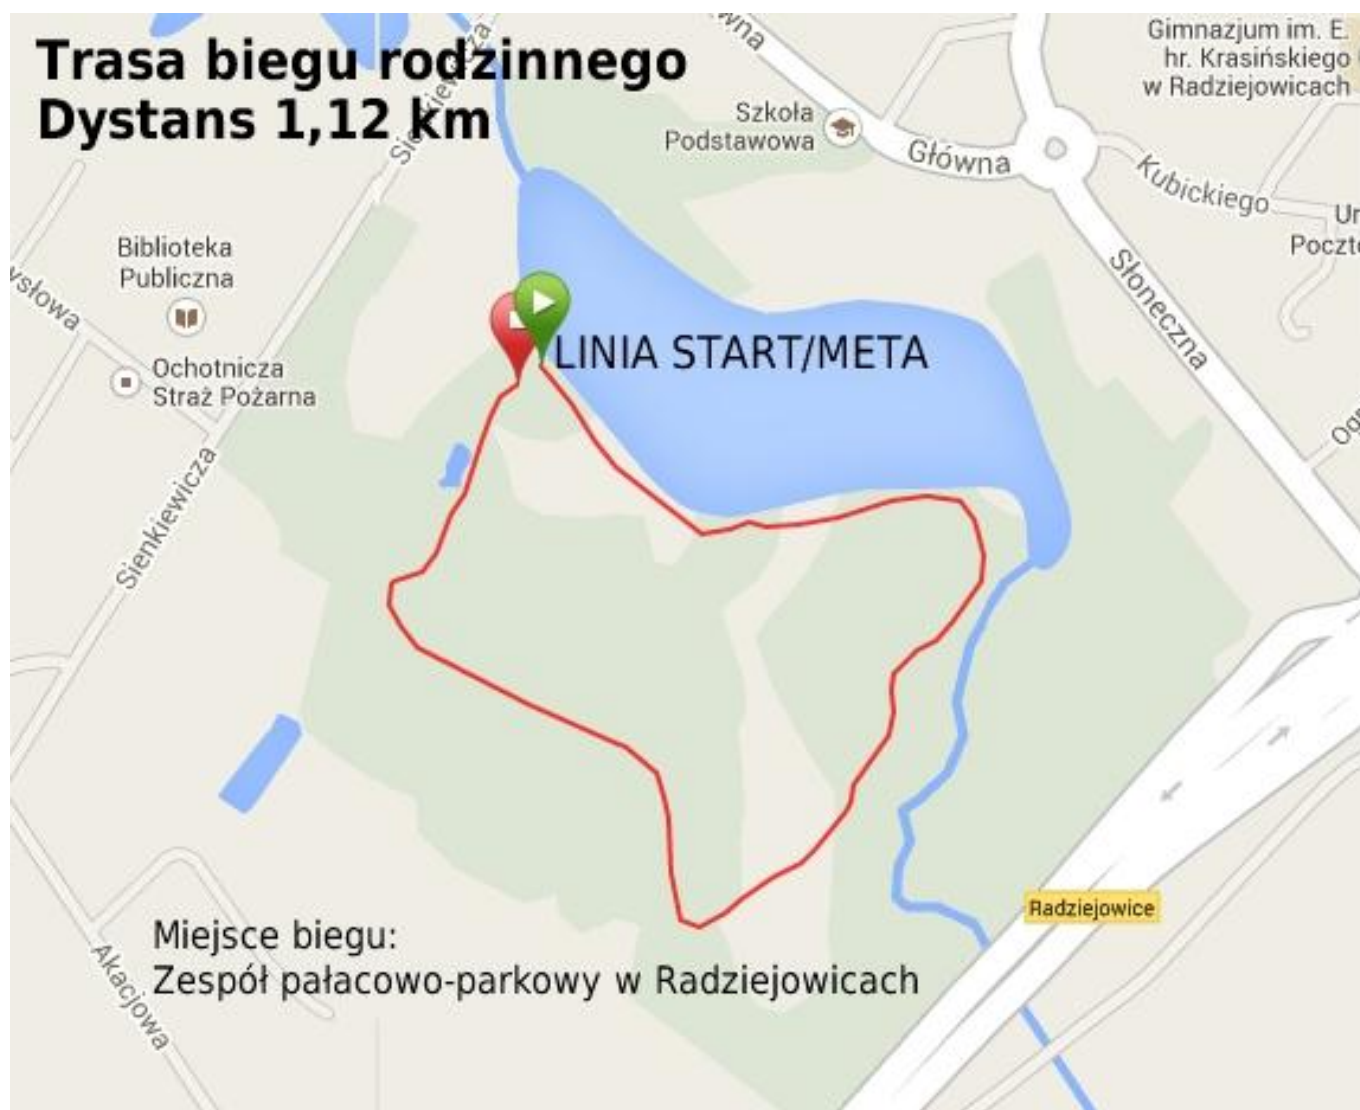 Trasa biegu rodzinnego
Dystans 1,12 km
Sienkiewicza
Gimnazjum im. E.
hr. Krasińskiego
w Radziejowicach
Szkoła
Podstawowa
Główna
Kubickiego
Słoneczna
Biblioteka
Publiczna
Ochotnicza
Straż Pożarna
LINIA START/META
Sienkiewicza
Radziejowice
Miejsce biegu:
Zespół pałacowo-parkowy w Radziejowicach
Akacjowa